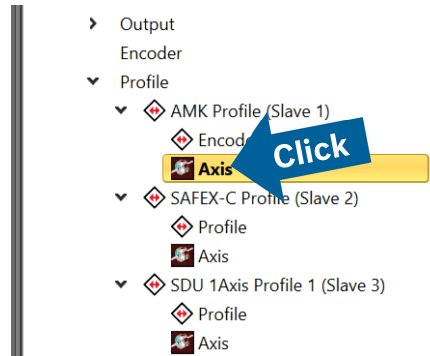 Output
Encoder
Profile
AMK Profile (Slave 1)
Encod
Axis
Click
SAFEX-C Profile (Slave 2)
Profile
Axis
SDU 1Axis Profile 1 (Slave 3)
Profile
Axis